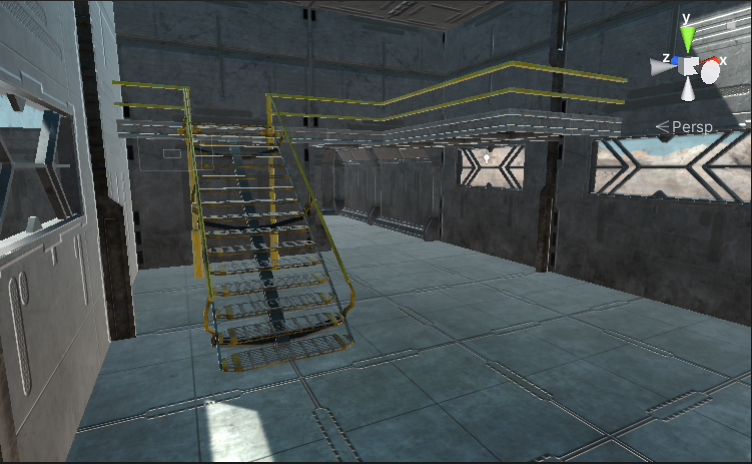 y
z x
< Persp